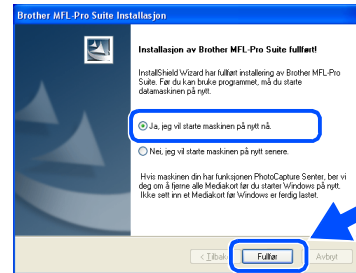 Brother MFL-Pro Suite Installasjon
Installasjon av Brother MFL-Pro Suite fullført!
InstallShield Wizard har fullført installering av Brother MFL-Pro
Suite. Før du kan bruke programmet, må du starte
datamaskinen på nytt.
Ja, jeg vil starte maskinen på nytt nå.
Nei, jeg vil starte maskinen på nytt senere.
Hvis maskinen din har funksjonen PhotoCapture Center, ber vi
deg om å fjerne alle Mediakort før du starter Windows på nytt.
Ikke sett inn et Mediakort før Windows er ferdig lastet.
< Tilbake Fullfør Avbryt